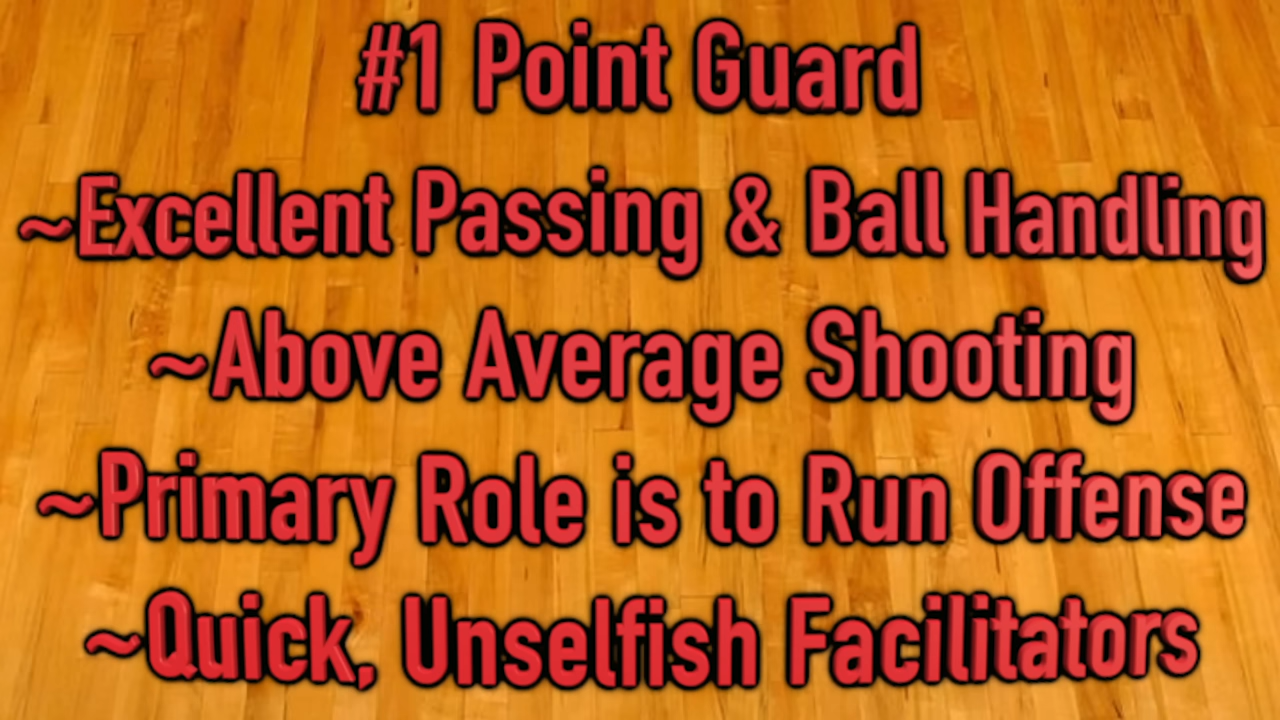 #1 Point Guard
~Excellent Passing & Ball Handling
~Above Average Shooting
~Primary Role is to Run Offense
~Quick, Unselfish Facilitators